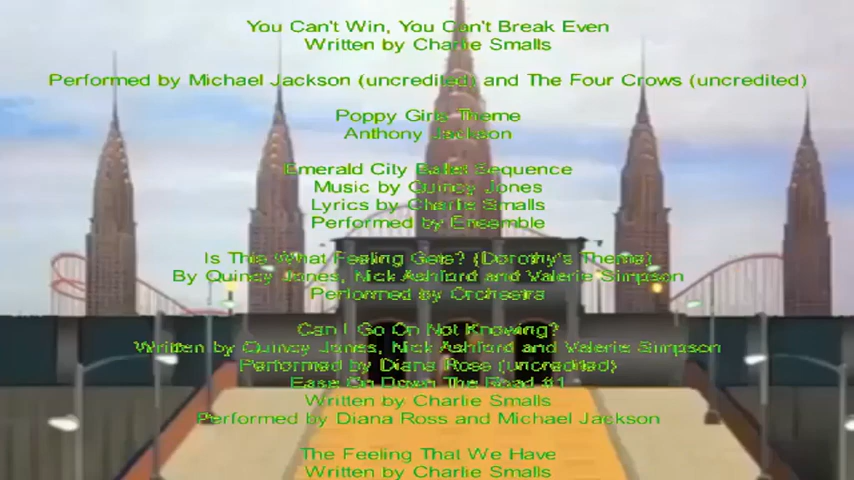 You Can't Win, You Can't Break Even
Written by Charlie Smalls
Performed by Michael Jackson (uncredited) and The Four Crows (uncredited)
Poppy Girls Theme
Anthony Jackson
Emerald City Ballet Sequence
Music by Quincy Jones
Lyrics by Charlie Smalls
Performed by Ensemble
Is This What Feeling Gets? (Dorothy's Theme)
By Quincy Jones, Nick Ashford and Valerie Simpson
Performed by Orchestra
Can I Go On Not Knowing?
Written by Quincy Jones, Nick Ashford and Valerie Simpson
Performed by Diana Ross (uncredited)
Ease On Down The Road #1
Written by Charlie Smalls
Performed by Diana Ross and Michael Jackson
The Feeling That We Have
Written by Charlie Smalls